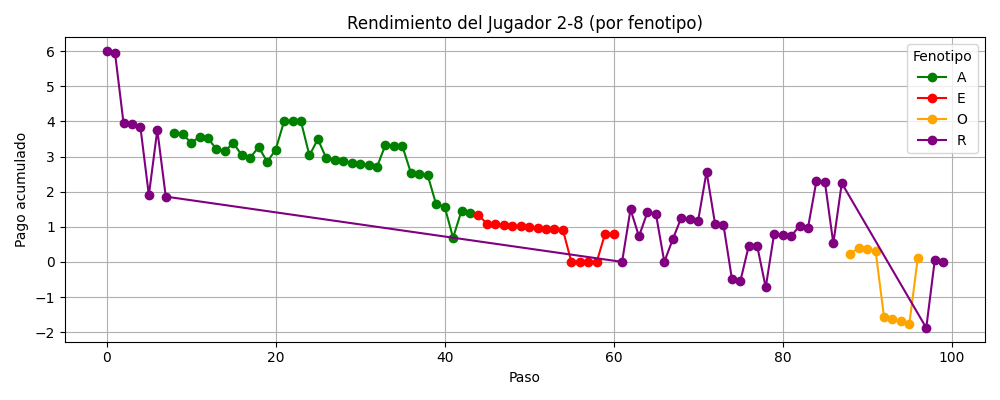 Rendimiento del Jugador 2-8 (por fenotipo)
Pago acumulado
6
5
4
3
2
1
0
−1
−2
Fenotipo
A
E
O
R
0 20 40 60 80 100
Paso